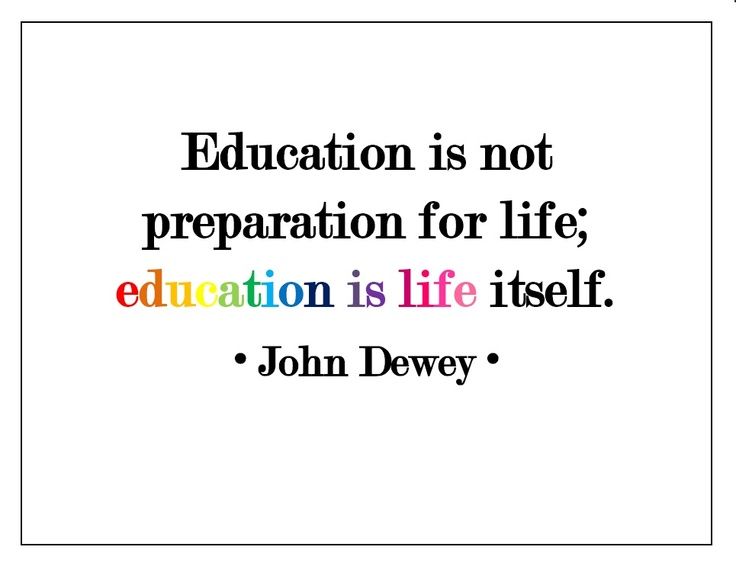 Education is not
preparation for life;
education is life itself.
• John Dewey •